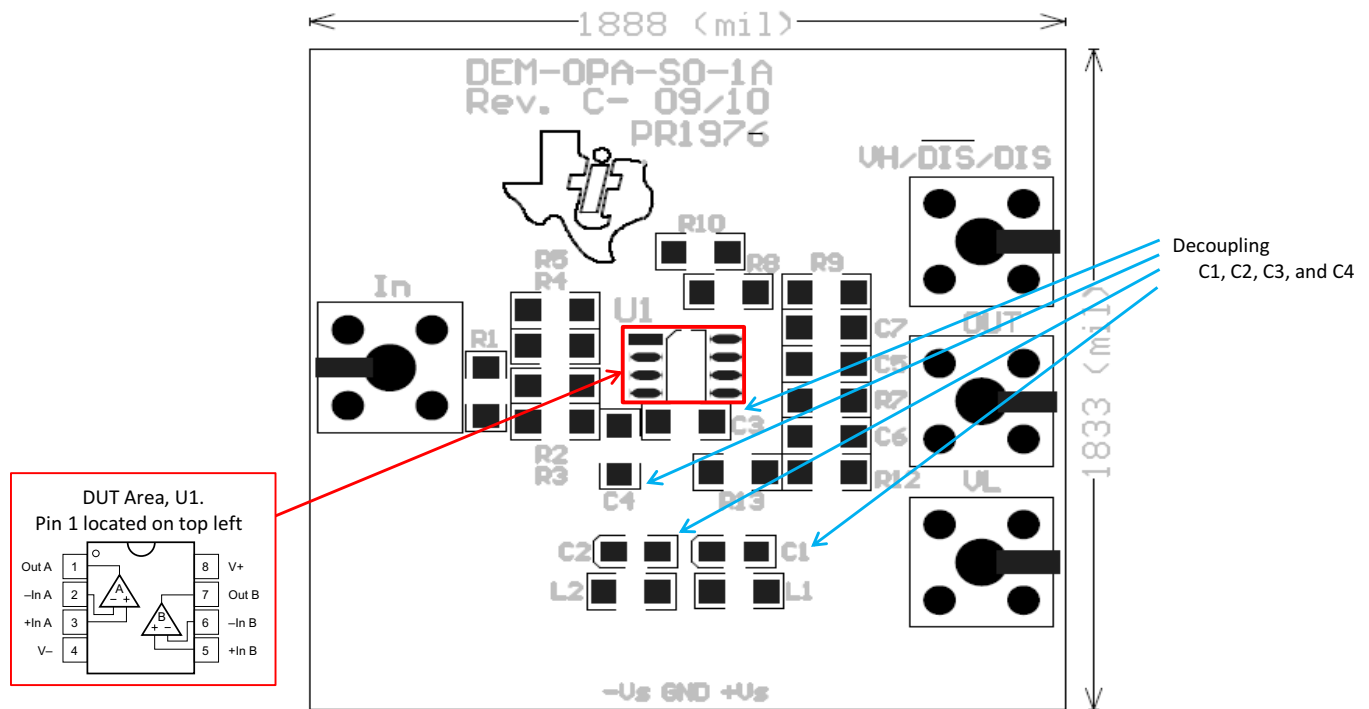 1888 (mil)
DEM-OPA-SO-1A
Rev. C- 09/10
PR1976
VH/DIS/DIS
R10
Decoupling
C1, C2, C3, and C4
R5
R8
R9
R4
In
U1
C7
OUT
R1
C5
R7
C3
C6
R2
R3
R12
VL
C4
R13
1833 (mil)
C2
C1
L2
L1
DUT Area, U1.
Pin 1 located on top left
Out A 1 8 V+
–In A 2 A – + 7 Out B
+In A 3 B + – 6 –In B
V– 4 5 +In B
-Vs GND +Vs